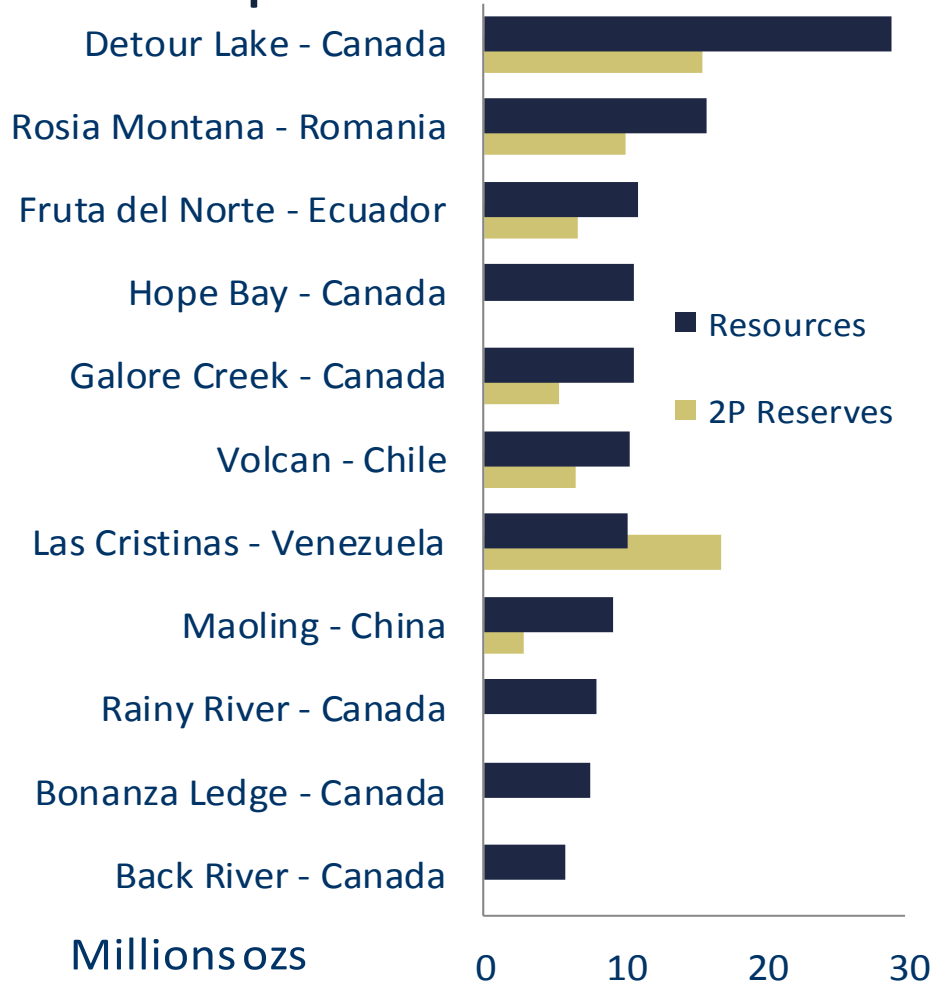 Detour Lake - Canada
Rosia Montana - Romania
Fruta del Norte - Ecuador
Hope Bay - Canada
Resources
Galore Creek - Canada
2P Reserves
Volcan - Chile
Las Cristinas - Venezuela
Maoling - China
Rainy River - Canada
Bonanza Ledge - Canada
Back River - Canada
Millions ozs
0 10 20 30